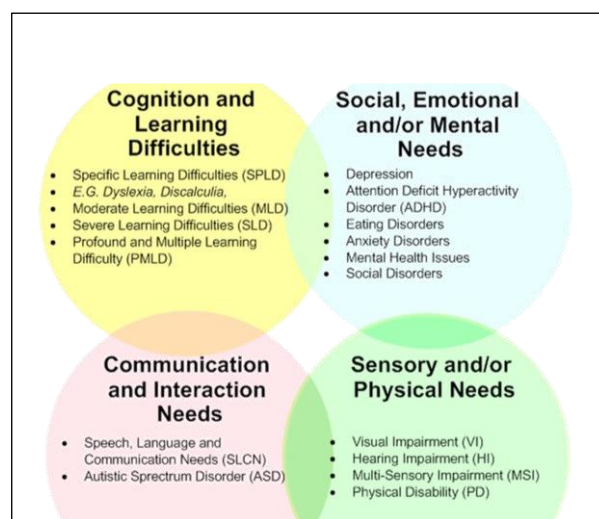 Cognition and
Learning
Difficulties
• Specific Learning Difficulties (SPLD)
• E.G. Dyslexia, Discalculia,
• Moderate Learning Difficulties (MLD)
• Severe Learning Difficulties (SLD)
• Profound and Multiple Learning
Difficulty (PMLD)
Social, Emotional
and/or Mental
Needs
• Depression
• Attention Deficit Hyperactivity
Disorder (ADHD)
• Eating Disorders
• Anxiety Disorders
• Mental Health Issues
• Social Disorders
Communication
and Interaction
Needs
• Speech, Language and
Communication Needs (SLCN)
• Autistic Sprectrum Disorder (ASD)
Sensory and/or
Physical Needs
• Visual Impairment (VI)
• Hearing Impairment (HI)
• Multi-Sensory Impairment (MSI)
• Physical Disability (PD)